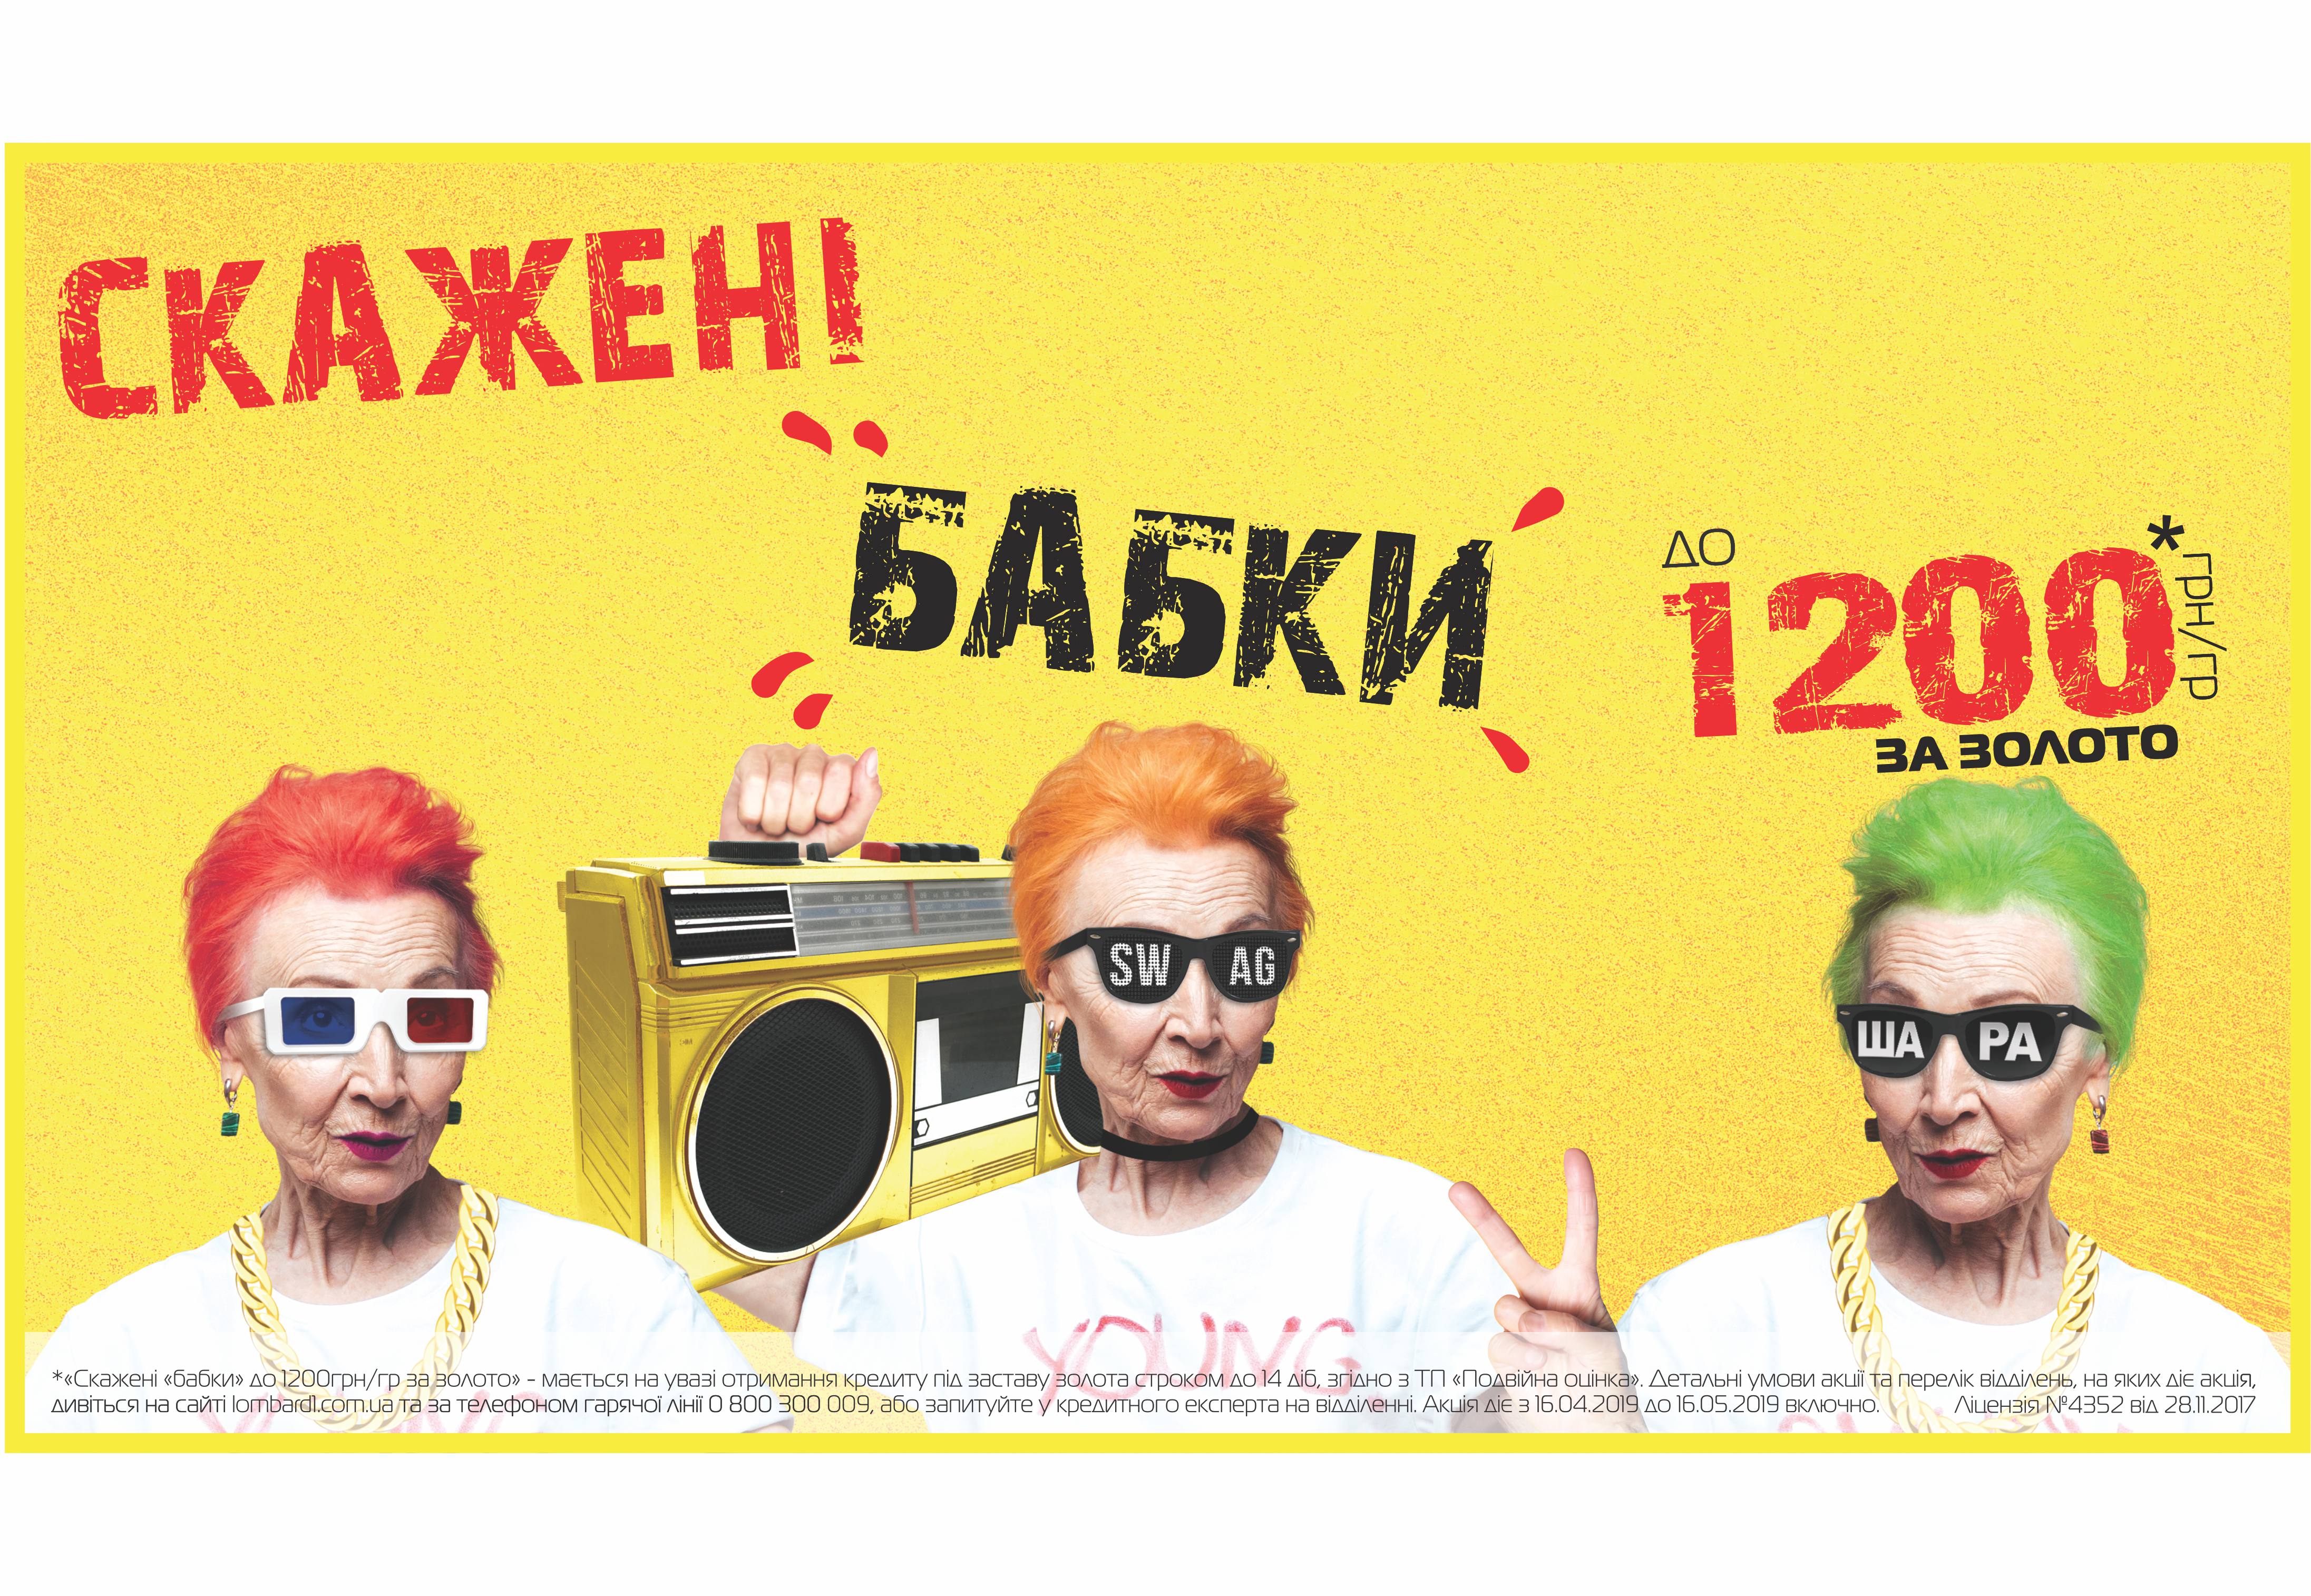 СКАЖЕНІ
БАБКИ
ДО
1200*
грн/гр
ЗА ЗОЛОТО
SWAG
ШАРА
YOUNG
*«Скажені «бабки» до 1200грн/гр за золото» - мається на увазі отримання кредиту під заставу золота строком до 14 діб, згідно з ТП «Подвійна оцінка». Детальні умови акції та перелік відділень, на яких діє акція,
дивіться на сайті lombard1.com.ua та за телефоном гарячої лінії 0 800 300 009, або запитуйте у кредитного експерта на відділенні. Акція діє з 16.04.2019 до 16.05.2019 включно. Ліцензія №4352 від 28.11.2017